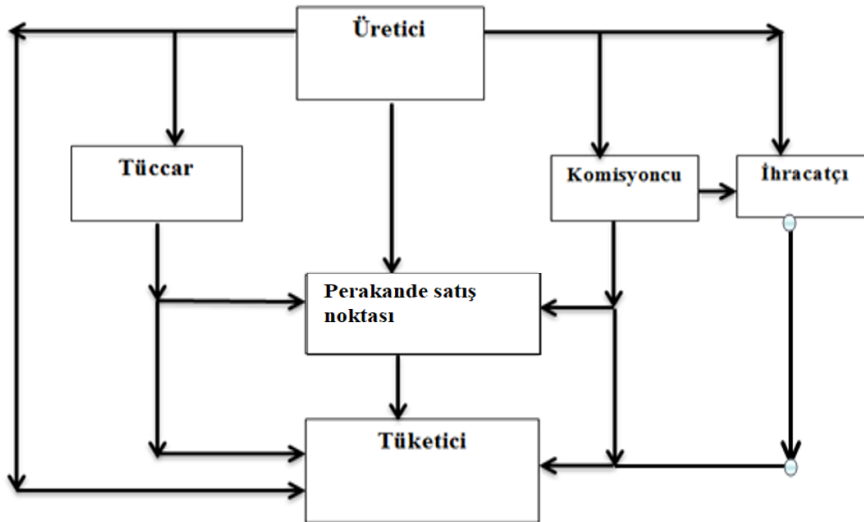 Üretici
Tüccar
Komisyoncu
İhracatçı
Perakande satış
noktası
Tüketici